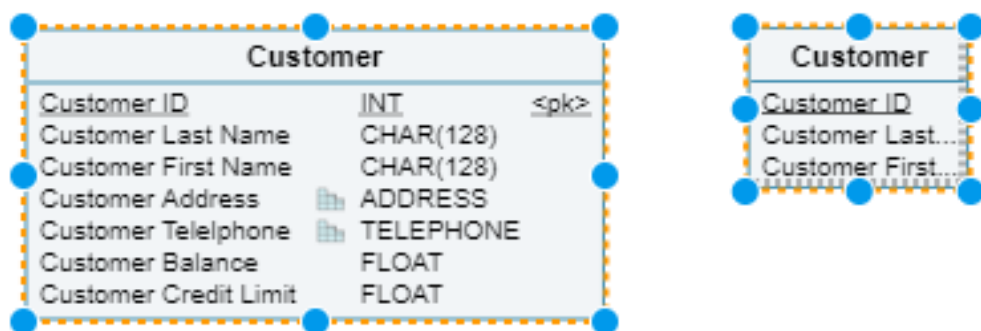 Customer
Customer ID INT <pk>
Customer Last Name CHAR(128)
Customer First Name CHAR(128)
Customer Address ADDRESS
Customer Telelphone TELEPHONE
Customer Balance FLOAT
Customer Credit Limit FLOAT
Customer
Customer ID
Customer Last...
Customer First...